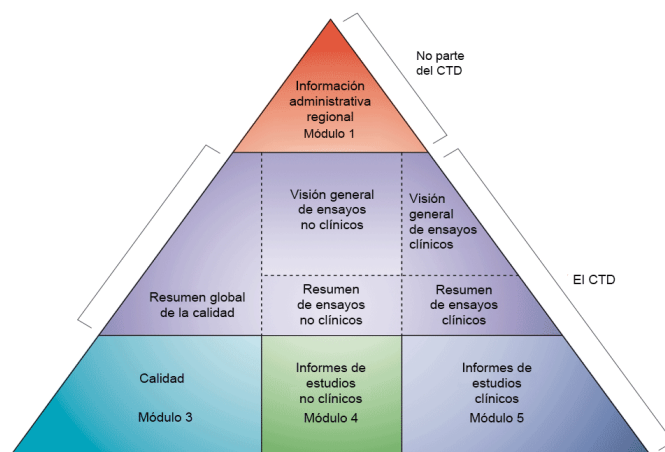 No parte
del CTD
Información
administrativa
regional
Módulo 1
Visión general
de ensayos
no clínicos
Visión
general
de ensayos
clínicos
El CTD
Resumen global
de la calidad
Resumen
de ensayos
no clínicos
Resumen
de ensayos
clínicos
Calidad
Módulo 3
Informes de
estudios
no clínicos
Módulo 4
Informes de
estudios
clínicos
Módulo 5